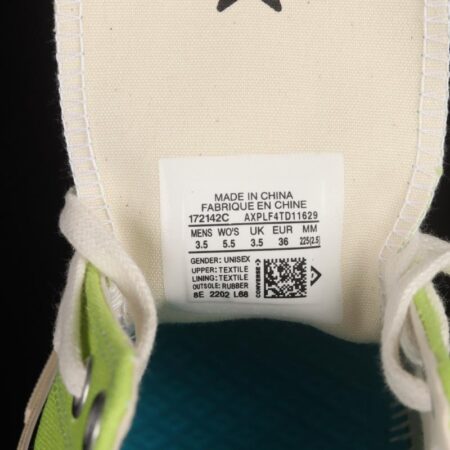 MADE IN CHINA
FABRIQUE EN CHINE
172142C AXPLF4TD11629
MENS WO'S UK EUR MM
3.5 5.5 3.5 36 225(2.5)
GENDER: UNISEX
UPPER: TEXTILE
LINING: TEXTILE
OUTSOLE: RUBBER
8E 2202 L66
CONVERSE